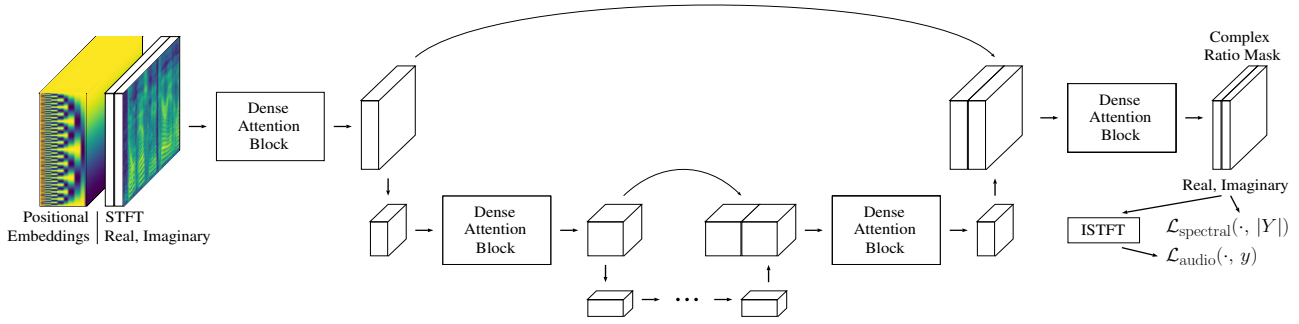 Complex
Ratio Mask
Dense
Attention
Block
Dense
Attention
Block
Real, Imaginary
Positional
Embeddings
STFT
Real, Imaginary
Dense
Attention
Block
Dense
Attention
Block
ISTFT
ℒspectral(·, |Y|)
ℒaudio(·, y)
...